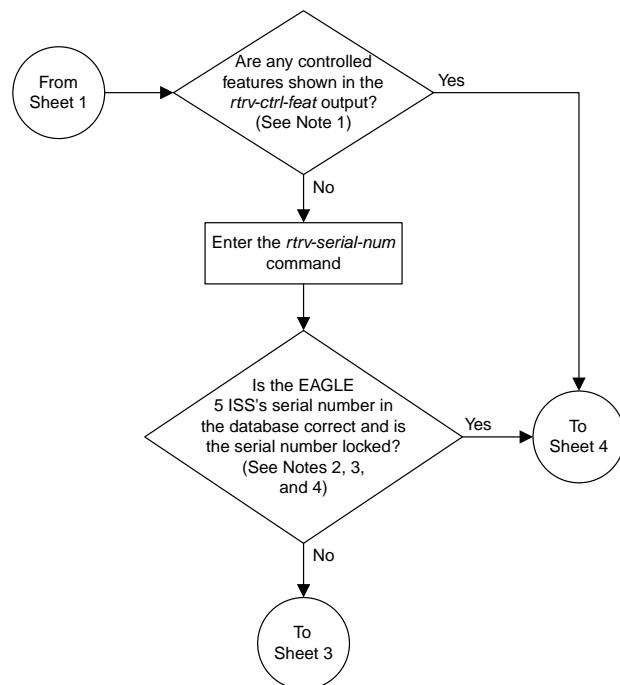 From
Sheet 1
Are any controlled
features shown in the
rtrv-ctrl-feat output?
(See Note 1)
Yes
No
Enter the rtrv-serial-num
command
Is the EAGLE
5 ISS's serial number in
the database correct and is
the serial number locked?
(See Notes 2, 3,
and 4)
Yes
To
Sheet 4
No
To
Sheet 3